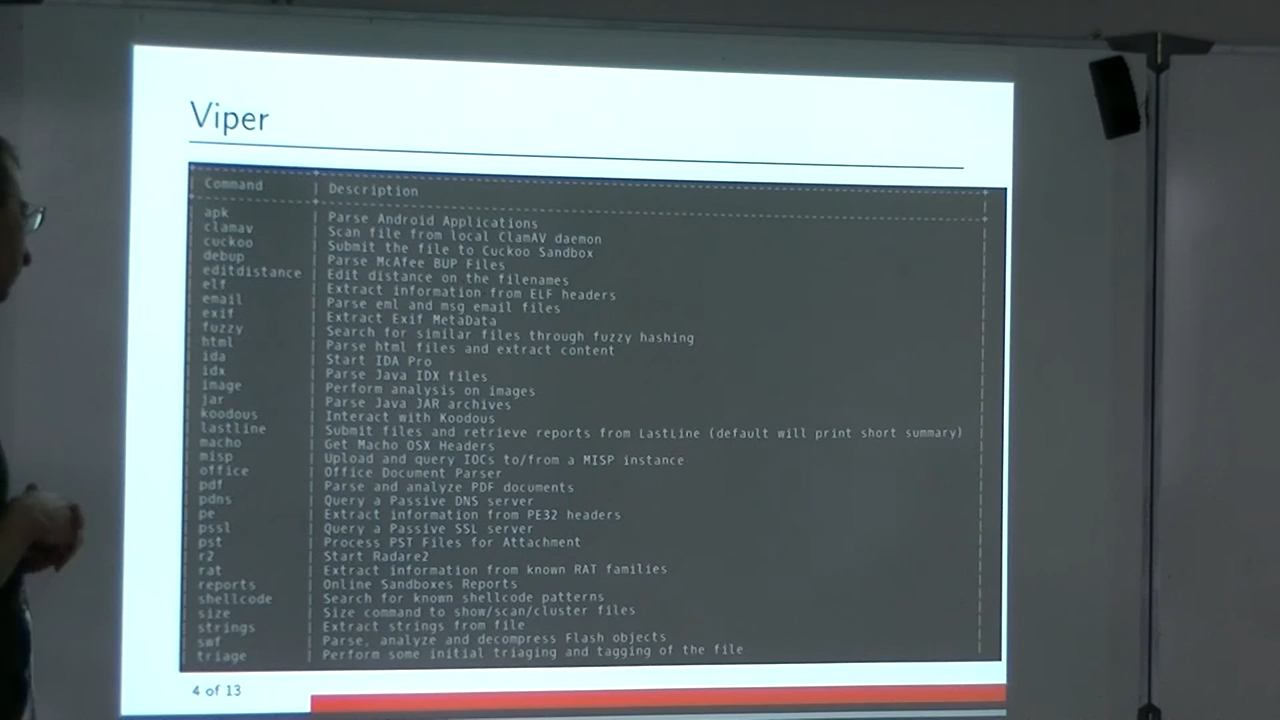 Viper
Command | Description
apk | Parse Android Applications
clamav | Scan file from local ClamAV daemon
cuckoo | Submit the file to Cuckoo Sandbox
debup | Parse McAfee BUP Files
editdistance | Edit distance on the filenames
elf | Extract information from ELF headers
email | Parse eml and msg email files
exif | Extract Exif MetaData
fuzzy | Search for similar files through fuzzy hashing
html | Parse html files and extract content
ida | Start IDA Pro
idx | Parse Java IDX files
image | Perform analysis on images
jar | Parse Java JAR archives
koodous | Interact with Koodous
lastline | Submit files and retrieve reports from LastLine (default will print short summary)
macho | Get Macho OSX Headers
misp | Upload and query IOCs to/from a MISP instance
office | Office Document Parser
pdf | Parse and analyze PDF documents
pdns | Query a Passive DNS server
pe | Extract information from PE32 headers
pssl | Query a Passive SSL server
pst | Process PST Files for Attachment
r2 | Start Radare2
rat | Extract information from known RAT families
reports | Online Sandboxes Reports
shellcode | Search for known shellcode patterns
size | Size command to show/scan/cluster files
strings | Extract strings from file
swf | Parse, analyze and decompress Flash objects
triage | Perform some initial triaging and tagging of the file
4 of 13